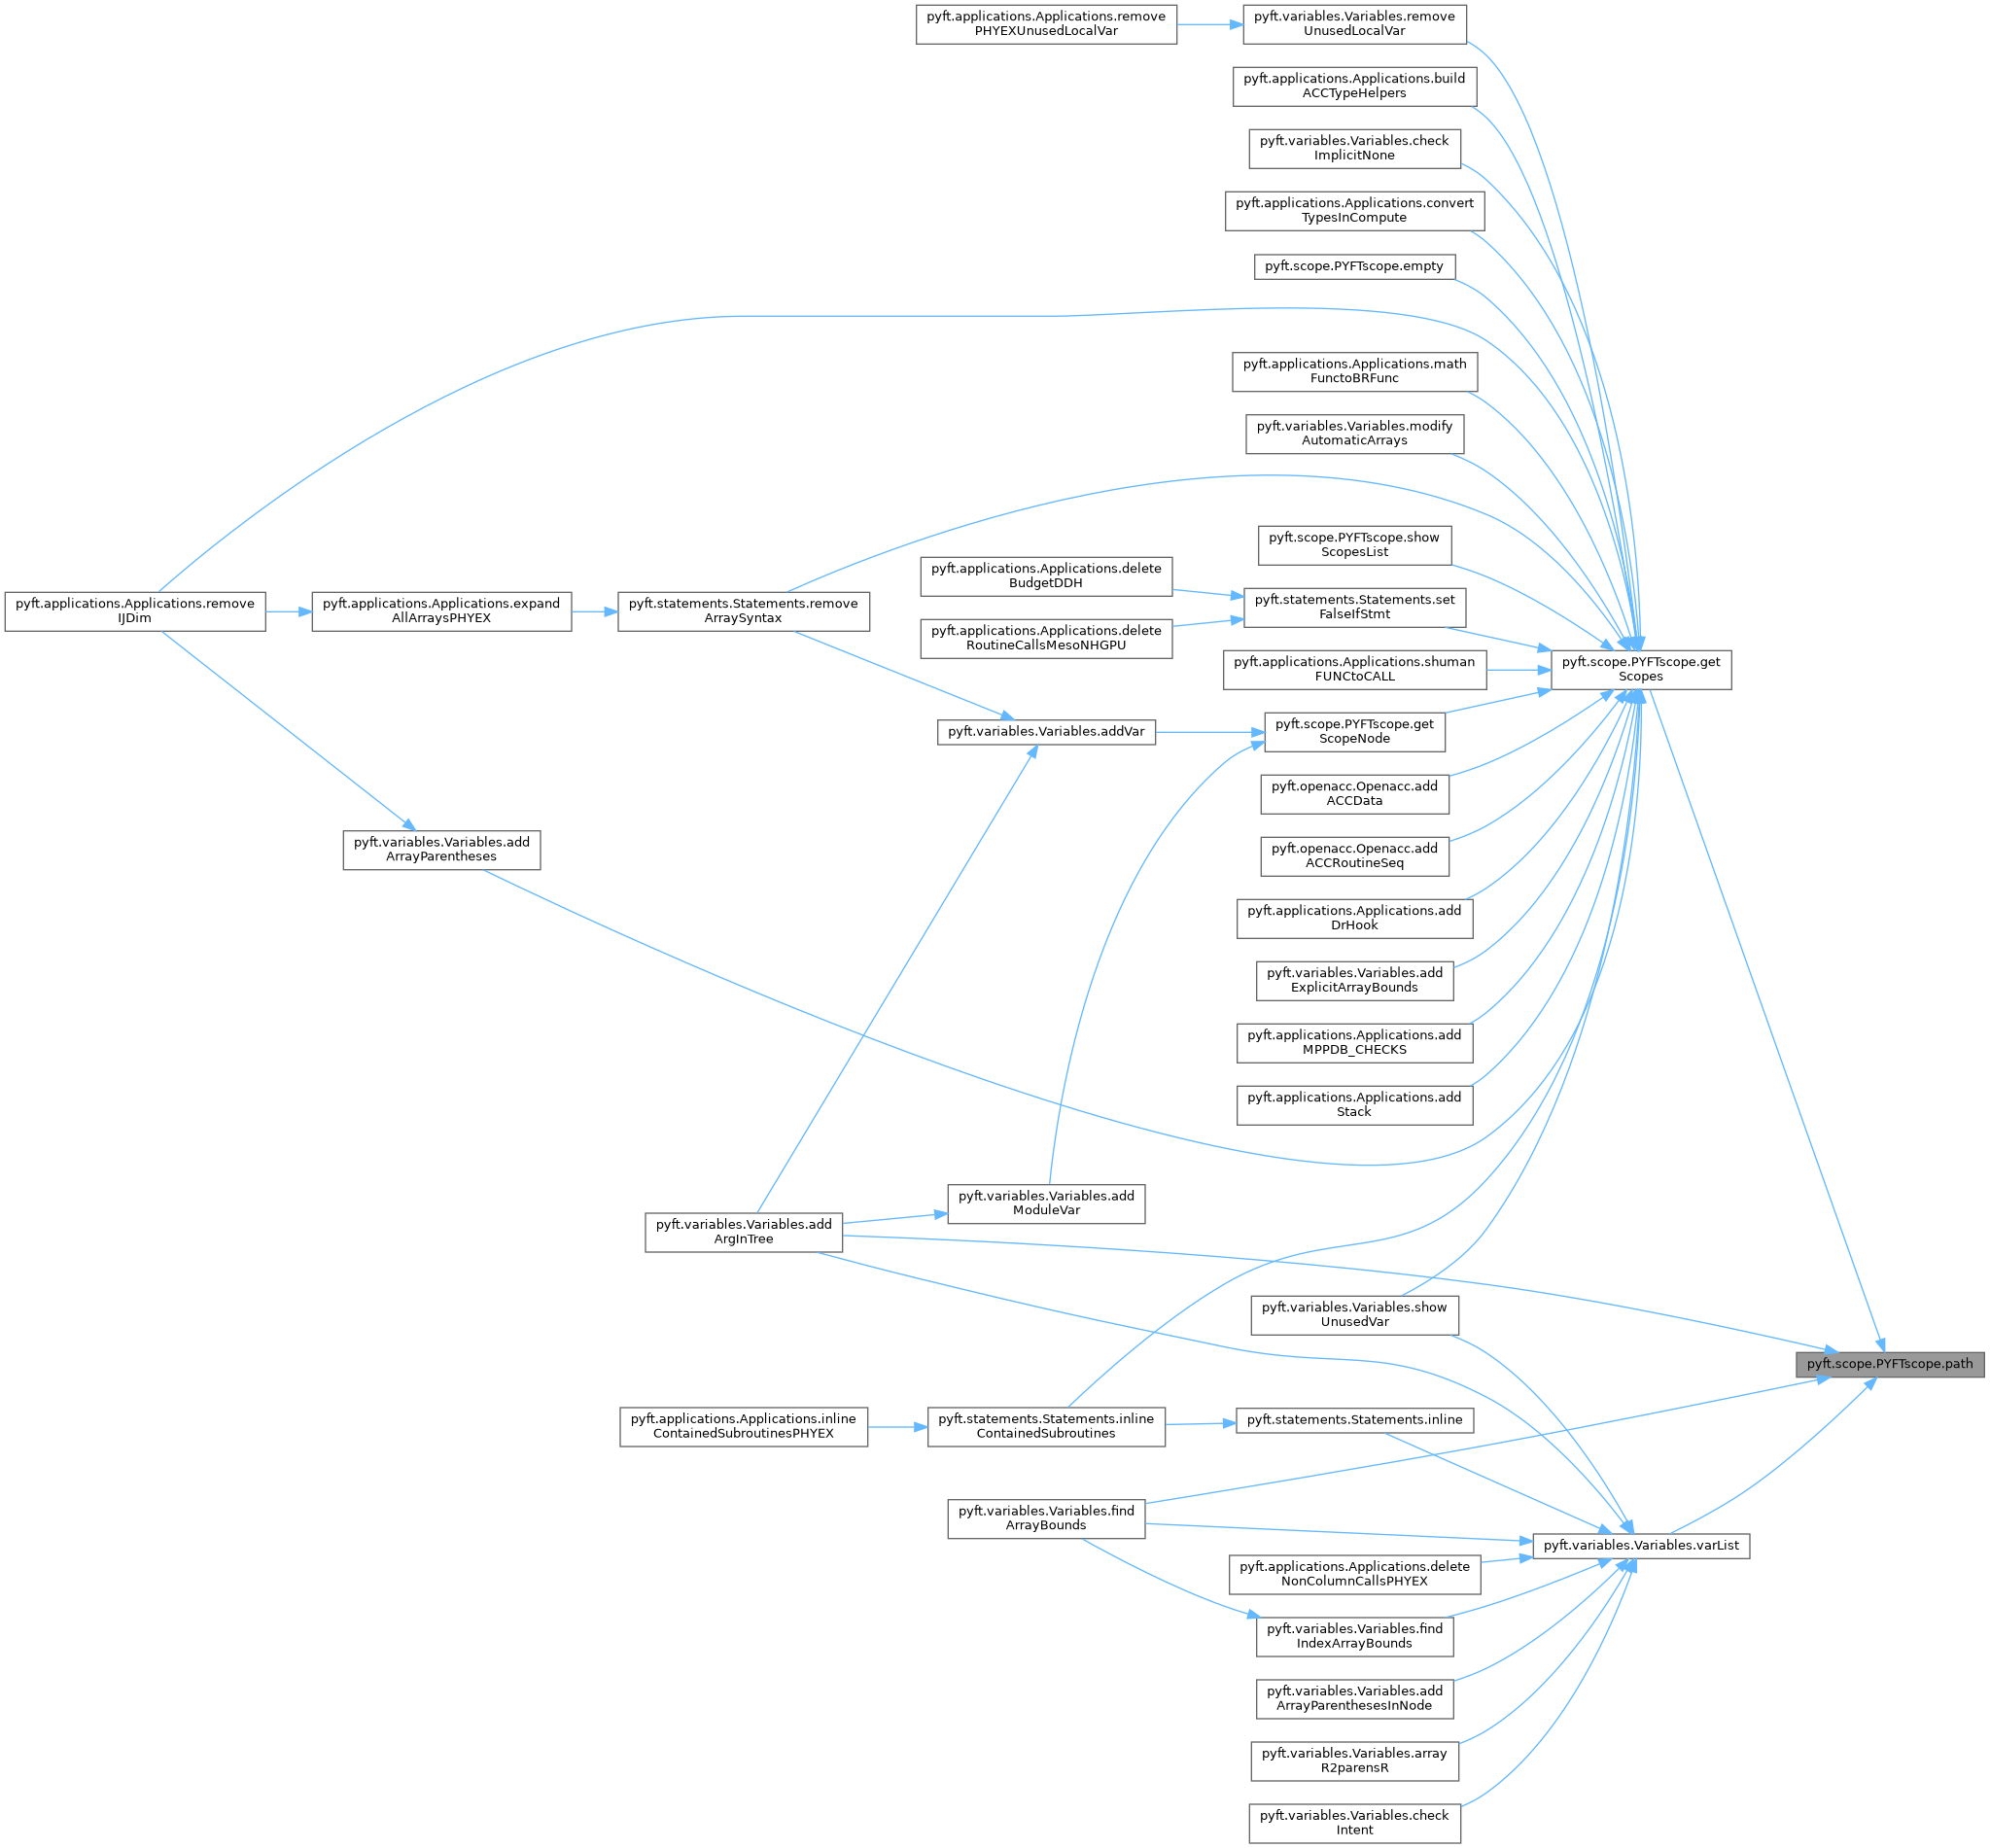 pyft.applications.Applications.remove
PHYEXUnusedLocalVar
pyft.variables.Variables.remove
UnusedLocalVar
pyft.applications.Applications.build
ACCTypeHelpers
pyft.variables.Variables.check
ImplicitNone
pyft.applications.Applications.convert
TypesInCompute
pyft.scope.PYFTscope.empty
pyft.applications.Applications.math
FunctoBRFunc
pyft.variables.Variables.modify
AutomaticArrays
pyft.scope.PYFTscope.show
ScopesList
pyft.applications.Applications.delete
BudgetDDH
pyft.statements.Statements.set
FalseIfStmt
pyft.applications.Applications.remove
IJDim
pyft.applications.Applications.expand
AllArraysPHYEX
pyft.statements.Statements.remove
ArraySyntax
pyft.applications.Applications.delete
RoutineCallsMesoNHGPU
pyft.applications.Applications.shuman
FUNCtoCALL
pyft.scope.PYFTscope.get
Scopes
pyft.variables.Variables.addVar
pyft.scope.PYFTscope.get
ScopeNode
pyft.openacc.Openacc.add
ACCData
pyft.variables.Variables.add
ArrayParentheses
pyft.openacc.Openacc.add
ACCRoutineSeq
pyft.applications.Applications.add
DrHook
pyft.variables.Variables.add
ExplicitArrayBounds
pyft.applications.Applications.add
MPPDB_CHECKS
pyft.applications.Applications.add
Stack
pyft.variables.Variables.add
ModuleVar
pyft.variables.Variables.add
ArgInTree
pyft.variables.Variables.show
UnusedVar
pyft.scope.PYFTscope.path
pyft.applications.Applications.inline
ContainedSubroutinesPHYEX
pyft.statements.Statements.inline
ContainedSubroutines
pyft.statements.Statements.inline
pyft.variables.Variables.find
ArrayBounds
pyft.variables.Variables.varList
pyft.applications.Applications.delete
NonColumnCallsPHYEX
pyft.variables.Variables.find
IndexArrayBounds
pyft.variables.Variables.add
ArrayParenthesesInNode
pyft.variables.Variables.array
R2parensR
pyft.variables.Variables.check
Intent